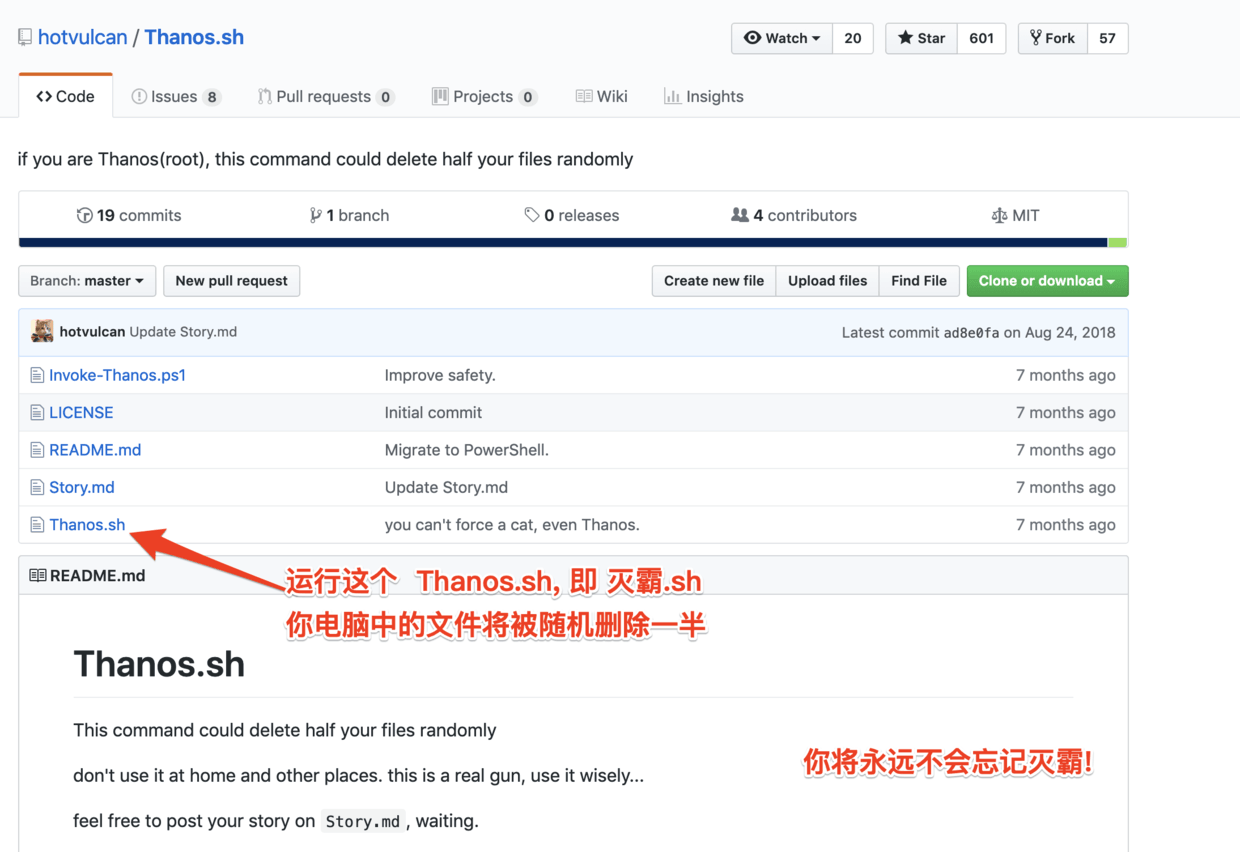 hotvulcan / Thanos.sh
Watch 20 Star 601 Fork 57
Code Issues 8 Pull requests 0 Projects 0 Wiki Insights
if you are Thanos(root), this command could delete half your files randomly
19 commits 1 branch 0 releases 4 contributors MIT
Branch: master New pull request Create new file Upload files Find File Clone or download
hotvulcan Update Story.md Latest commit ad8e0fa on Aug 24, 2018
Invoke-Thanos.ps1 Improve safety. 7 months ago
LICENSE Initial commit 7 months ago
README.md Migrate to PowerShell. 7 months ago
Story.md Update Story.md 7 months ago
Thanos.sh you can't force a cat, even Thanos. 7 months ago
README.md
运行这个 Thanos.sh, 即 灭霸.sh
你电脑中的文件将被随机删除一半
Thanos.sh
This command could delete half your files randomly
你将永远不会忘记灭霸!
don't use it at home and other places. this is a real gun, use it wisely...
feel free to post your story on Story.md , waiting.